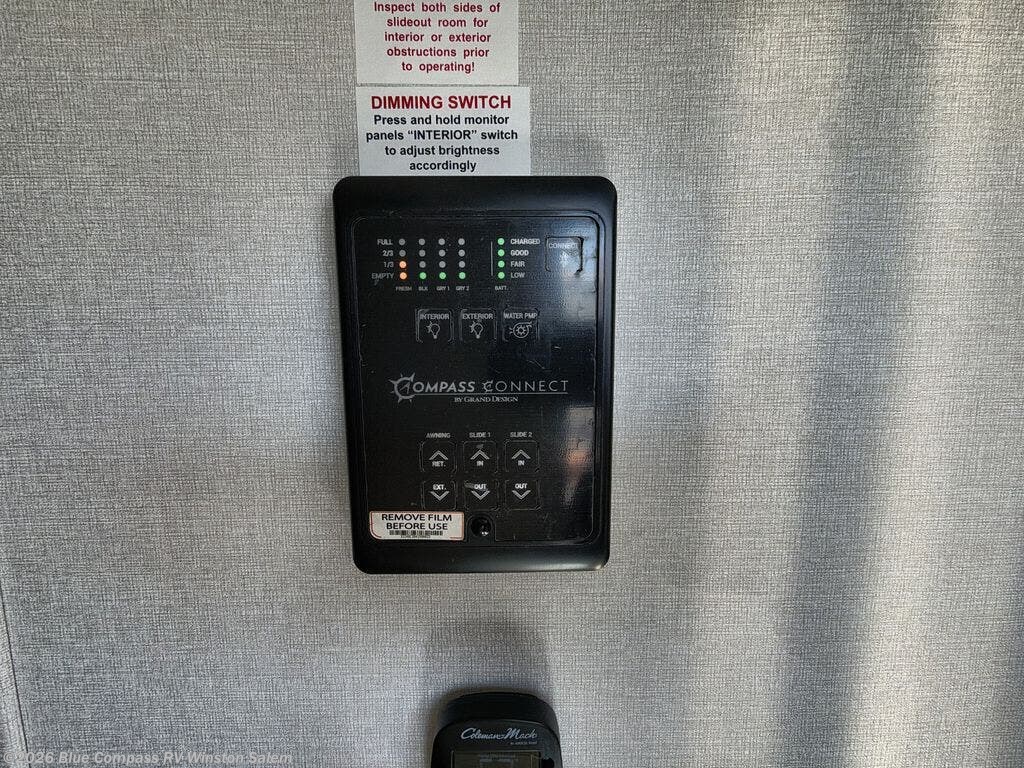 Inspect both sides of
slideout room for
interior or exterior
obstructions prior
to operating!
DIMMING SWITCH
Press and hold monitor
panels "INTERIOR" switch
to adjust brightness
accordingly
FULL
2/3
1/3
EMPTY
FRESH BLK GRY 1 GRY 2 BATT.
CHARGED
GOOD
FAIR
LOW
CONNECT
INTERIOR EXTERIOR WATER PMP
COMPASS CONNECT
BY GRAND DESIGN
AWNING SLIDE 1 SLIDE 2
RET. IN IN
EXT. OUT OUT
REMOVE FILM
BEFORE USE
Coleman-Mach
©2026 Blue Compass RV Winston-Salem